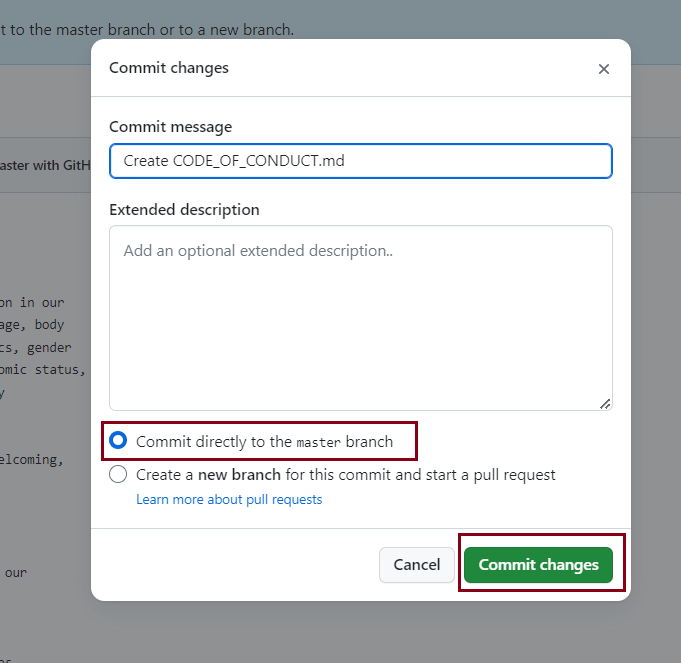 t to the master branch or to a new branch.
Commit changes
Commit message
aster with GitH
Create CODE_OF_CONDUCT.md
Extended description
Add an optional extended description..
on in our
age, body
cs, gender
omic status,
y
Commit directly to the master branch
elcoming,
Create a new branch for this commit and start a pull request
Learn more about pull requests
Cancel
Commit changes
our